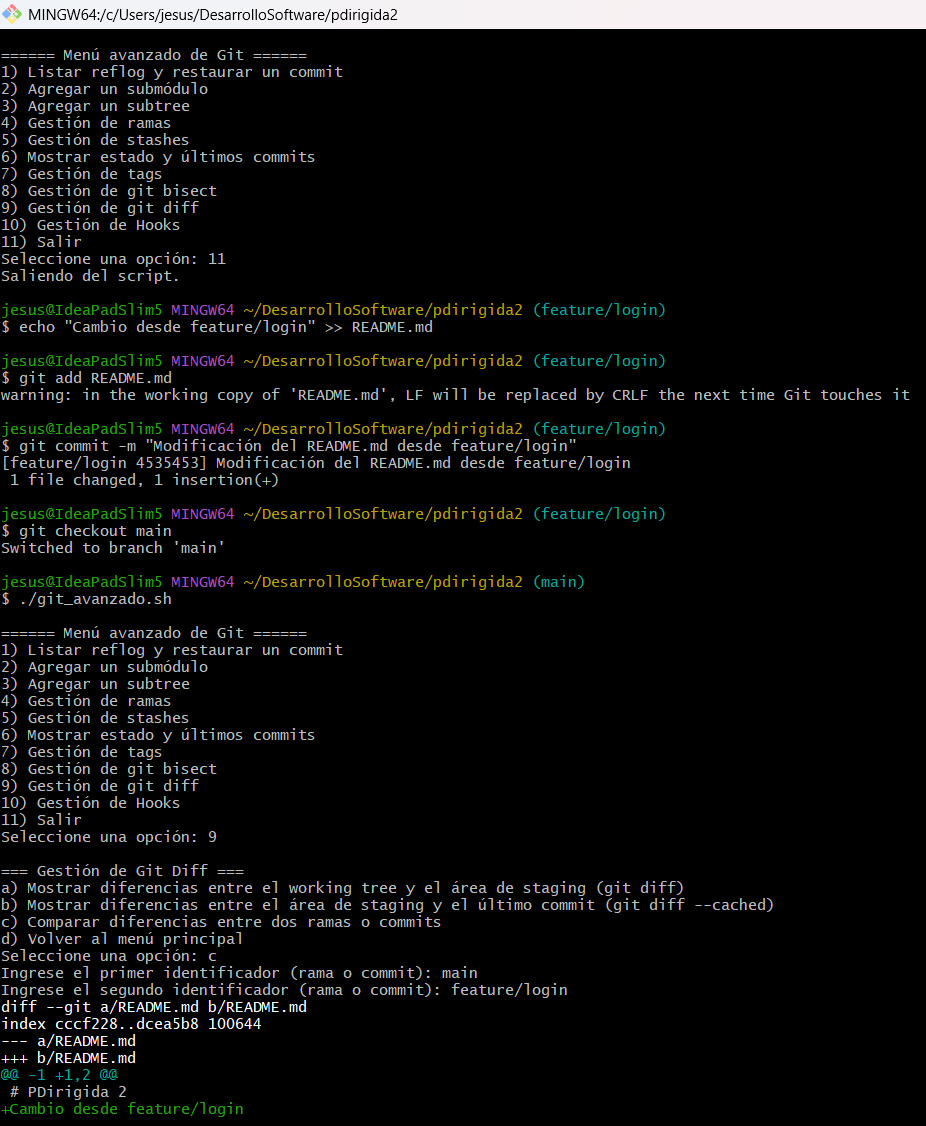 MINGW64:/c/Users/jesus/DesarrolloSoftware/pdirigida2
====== Menú avanzado de Git ======
1) Listar reflog y restaurar un commit
2) Agregar un submódulo
3) Agregar un subtree
4) Gestión de ramas
5) Gestión de stashes
6) Mostrar estado y últimos commits
7) Gestión de tags
8) Gestión de git bisect
9) Gestión de git diff
10) Gestión de Hooks
11) Salir
Seleccione una opción: 11
Saliendo del script.
jesus@IdeaPadSlim5 MINGW64 ~/DesarrolloSoftware/pdirigida2 (feature/login)
$ echo "Cambio desde feature/login" >> README.md
jesus@IdeaPadSlim5 MINGW64 ~/DesarrolloSoftware/pdirigida2 (feature/login)
$ git add README.md
warning: in the working copy of 'README.md', LF will be replaced by CRLF the next time Git touches it
jesus@IdeaPadSlim5 MINGW64 ~/DesarrolloSoftware/pdirigida2 (feature/login)
$ git commit -m "Modificación del README.md desde feature/login"
[feature/login 4535453] Modificación del README.md desde feature/login
1 file changed, 1 insertion(+)
jesus@IdeaPadSlim5 MINGW64 ~/DesarrolloSoftware/pdirigida2 (feature/login)
$ git checkout main
Switched to branch 'main'
jesus@IdeaPadSlim5 MINGW64 ~/DesarrolloSoftware/pdirigida2 (main)
$ ./git_avanzado.sh
====== Menú avanzado de Git ======
1) Listar reflog y restaurar un commit
2) Agregar un submódulo
3) Agregar un subtree
4) Gestión de ramas
5) Gestión de stashes
6) Mostrar estado y últimos commits
7) Gestión de tags
8) Gestión de git bisect
9) Gestión de git diff
10) Gestión de Hooks
11) Salir
Seleccione una opción: 9
=== Gestión de Git Diff ===
a) Mostrar diferencias entre el working tree y el área de staging (git diff)
b) Mostrar diferencias entre el área de staging y el último commit (git diff --cached)
c) Comparar diferencias entre dos ramas o commits
d) Volver al menú principal
Seleccione una opción: c
Ingrese el primer identificador (rama o commit): main
Ingrese el segundo identificador (rama o commit): feature/login
diff --git a/README.md b/README.md
index cccf228..dcea5b8 100644
--- a/README.md
+++ b/README.md
@@ -1 +1,2 @@
# PDirigida 2
+Cambio desde feature/login